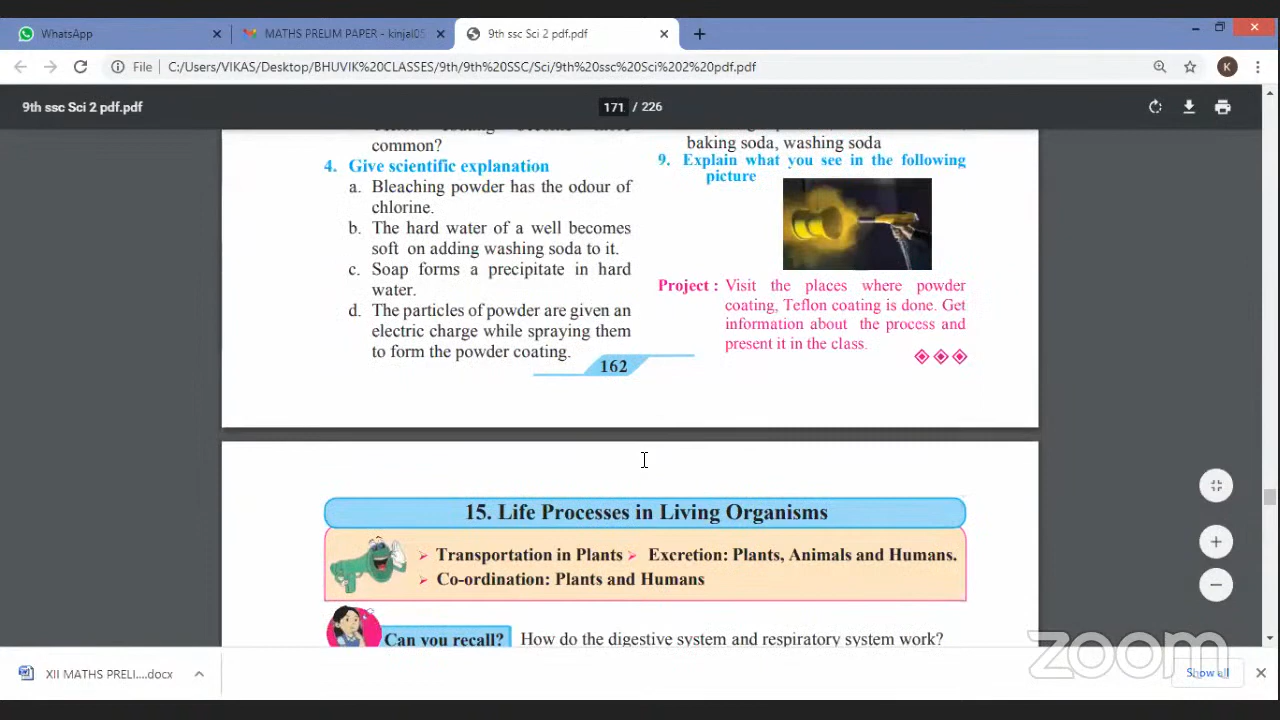 WhatsApp
MATHS PRELIM PAPER - kinjal05
9th ssc Sci 2 pdf.pdf
File
C:/Users/VIKAS/Desktop/BHUVIK%20CLASSES/9th/9th%20SSC/Sci/9th%20ssc%20Sci%202%20pdf.pdf
K
9th ssc Sci 2 pdf.pdf
171 / 226
common?
4. Give scientific explanation
a. Bleaching powder has the odour of
chlorine.
b. The hard water of a well becomes
soft on adding washing soda to it.
c. Soap forms a precipitate in hard
water.
d. The particles of powder are given an
electric charge while spraying them
to form the powder coating.
baking soda, washing soda
9. Explain what you see in the following
picture
Project : Visit the places where powder
coating, Teflon coating is done. Get
information about the process and
present it in the class.
162
15. Life Processes in Living Organisms
Transportation in Plants
Excretion: Plants, Animals and Humans.
Co-ordination: Plants and Humans
Can you recall?
How do the digestive system and respiratory system work?
zoom
XII MATHS PRELI....docx
Show all